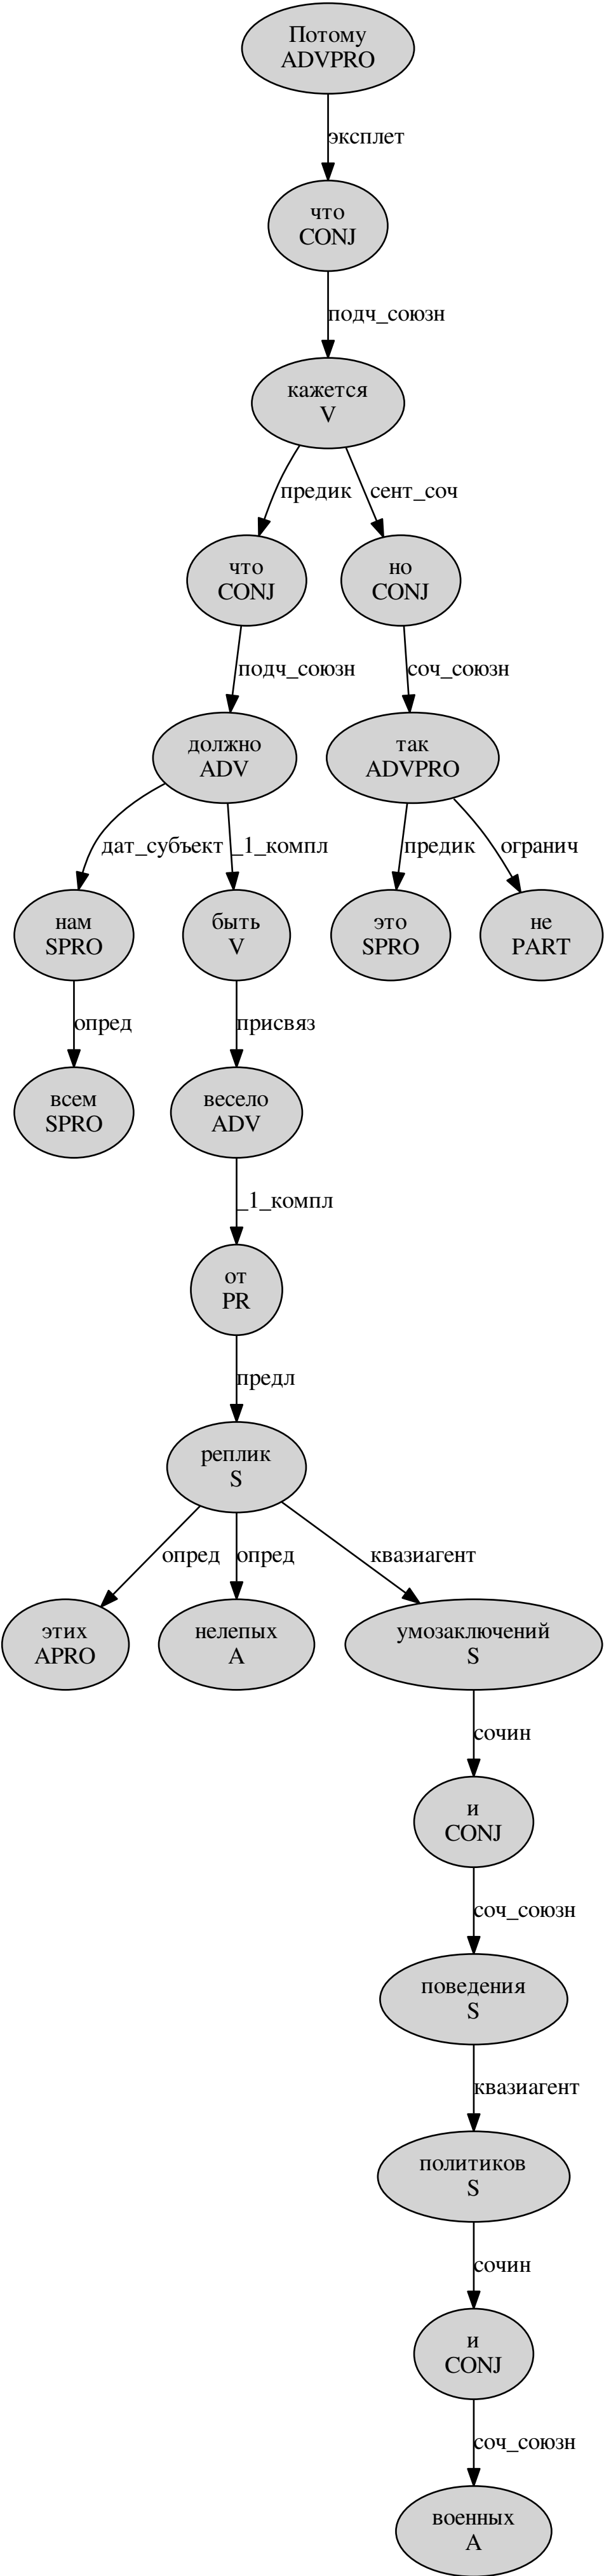 Потому
ADVPRO
эксплет
что
CONJ
подч_союзн
кажется
V
предик
сент_соч
что
CONJ
но
CONJ
подч_союзн
соч_союзн
должно
ADV
так
ADVPRO
дат_субъект
_1_компл
предик
огранич
нам
SPRO
быть
V
это
SPRO
не
PART
опред
присвяз
всем
SPRO
весело
ADV
_1_компл
от
PR
предл
реплик
S
опред
опред
квазиагент
этих
APRO
нелепых
A
умозаключений
S
сочин
и
CONJ
соч_союзн
поведения
S
квазиагент
политиков
S
сочин
и
CONJ
соч_союзн
военных
A